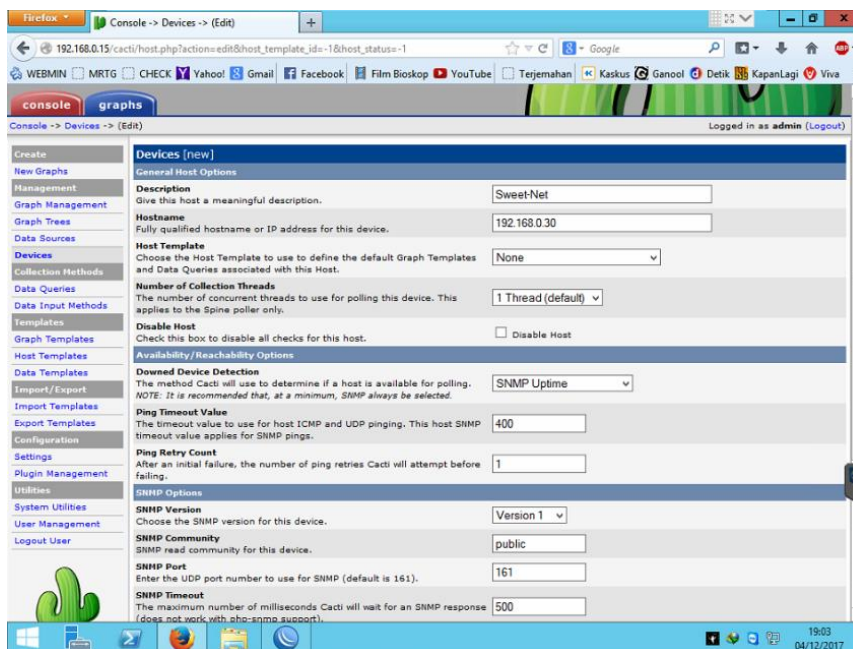 Firefox
Console -> Devices -> (Edit)
192.168.0.15/cacti/host.php?action=edit&host_template_id=-1&host_status=-1
Google
WEBMIN MRTG CHECK Yahoo! Gmail Facebook Film Bioskop YouTube Terjemahan Kaskus Ganool Detik KapanLagi Viva
console graphs
Console -> Devices -> (Edit)
Logged in as admin (Logout)
Create
New Graphs
Management
Graph Management
Graph Trees
Data Sources
Devices
Collection Methods
Data Queries
Data Input Methods
Templates
Graph Templates
Host Templates
Data Templates
Import/Export
Import Templates
Export Templates
Configuration
Settings
Plugin Management
Utilities
System Utilities
User Management
Logout User
Devices [new]
General Host Options
Description
Give this host a meaningful description.
Sweet-Net
Hostname
Fully qualified hostname or IP address for this device.
192.168.0.30
Host Template
Choose the Host Template to use to define the default Graph Templates
and Data Queries associated with this Host.
None
Number of Collection Threads
The number of concurrent threads to use for polling this device. This
applies to the Spine poller only.
1 Thread (default)
Disable Host
Check this box to disable all checks for this host.
Disable Host
Availability/Reachability Options
Downed Device Detection
The method Cacti will use to determine if a host is available for polling.
NOTE: It is recommended that, at a minimum, SNMP always be selected.
SNMP Uptime
Ping Timeout Value
The timeout value to use for host ICMP and UDP pinging. This host SNMP
timeout value applies for SNMP pings.
400
Ping Retry Count
After an initial failure, the number of ping retries Cacti will attempt before
failing.
1
SNMP Options
SNMP Version
Choose the SNMP version for this device.
Version 1
SNMP Community
SNMP read community for this device.
public
SNMP Port
Enter the UDP port number to use for SNMP (default is 161).
161
SNMP Timeout
The maximum number of milliseconds Cacti will wait for an SNMP response
(does not work with php-snmp support).
500
19:03
04/12/2017